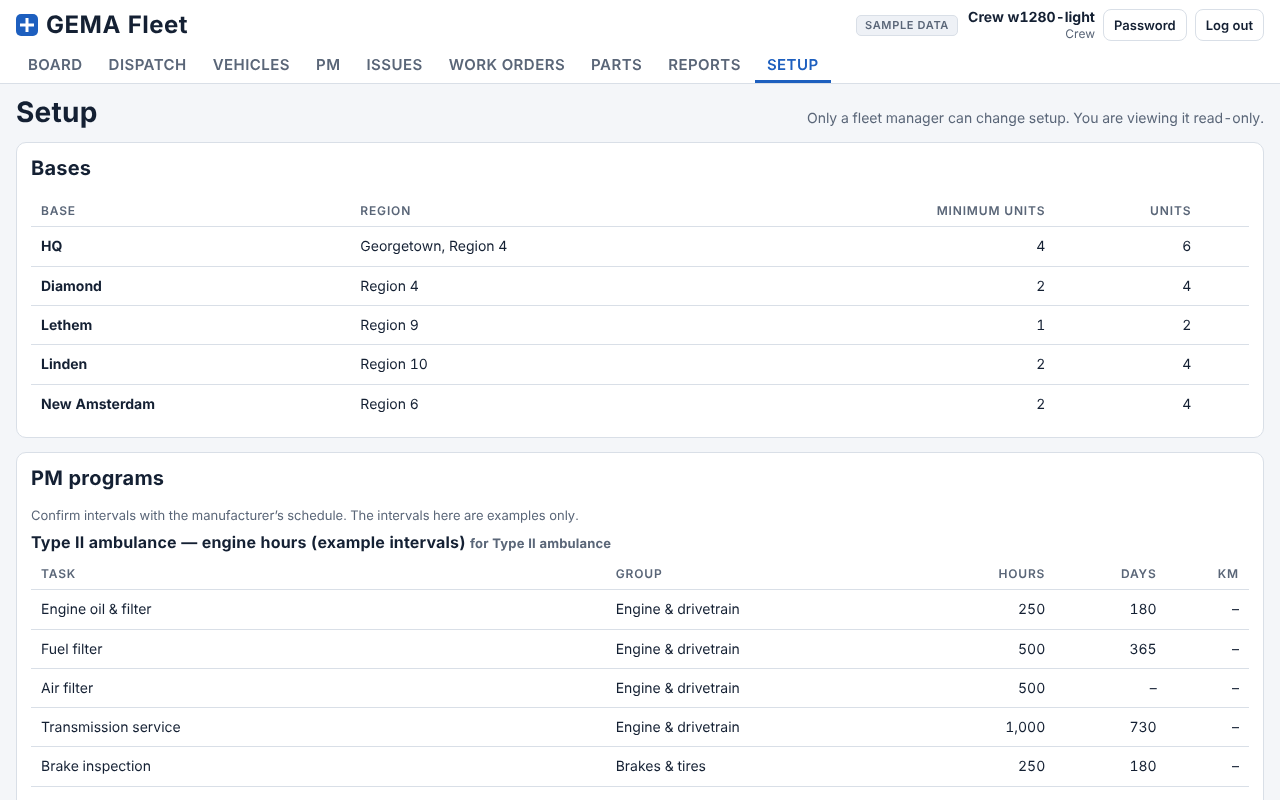 GEMA Fleet
SAMPLE DATA
Crew w1280-light
Crew
Password
Log out
BOARD DISPATCH VEHICLES PM ISSUES WORK ORDERS PARTS REPORTS SETUP
Setup
Only a fleet manager can change setup. You are viewing it read-only.
Bases
BASE REGION MINIMUM UNITS UNITS
HQ Georgetown, Region 4 4 6
Diamond Region 4 2 4
Lethem Region 9 1 2
Linden Region 10 2 4
New Amsterdam Region 6 2 4
PM programs
Confirm intervals with the manufacturer’s schedule. The intervals here are examples only.
Type II ambulance — engine hours (example intervals) for Type II ambulance
TASK GROUP HOURS DAYS KM
Engine oil & filter Engine & drivetrain 250 180 –
Fuel filter Engine & drivetrain 500 365 –
Air filter Engine & drivetrain 500 – –
Transmission service Engine & drivetrain 1,000 730 –
Brake inspection Brakes & tires 250 180 –